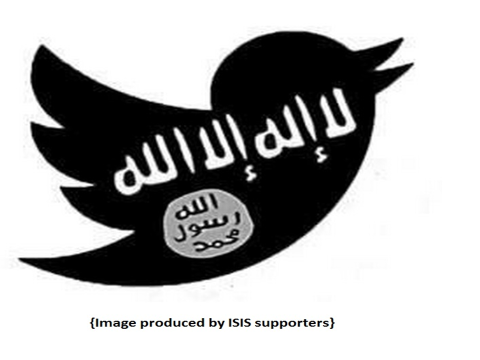 لا إله إلا الله
الله
رسول
محمد
{Image produced by ISIS supporters}